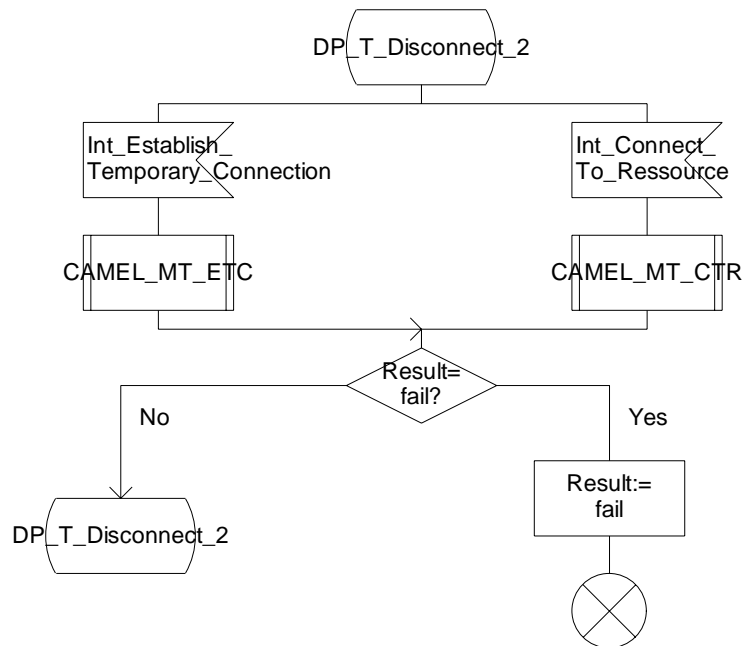 DP_T_Disconnect_2
Int_Establish_
Temporary_Connection
Int_Connect_
To_Ressource
CAMEL_MT_ETC
CAMEL_MT_CTR
Result=
fail?
No
Yes
Result:=
fail
DP_T_Disconnect_2